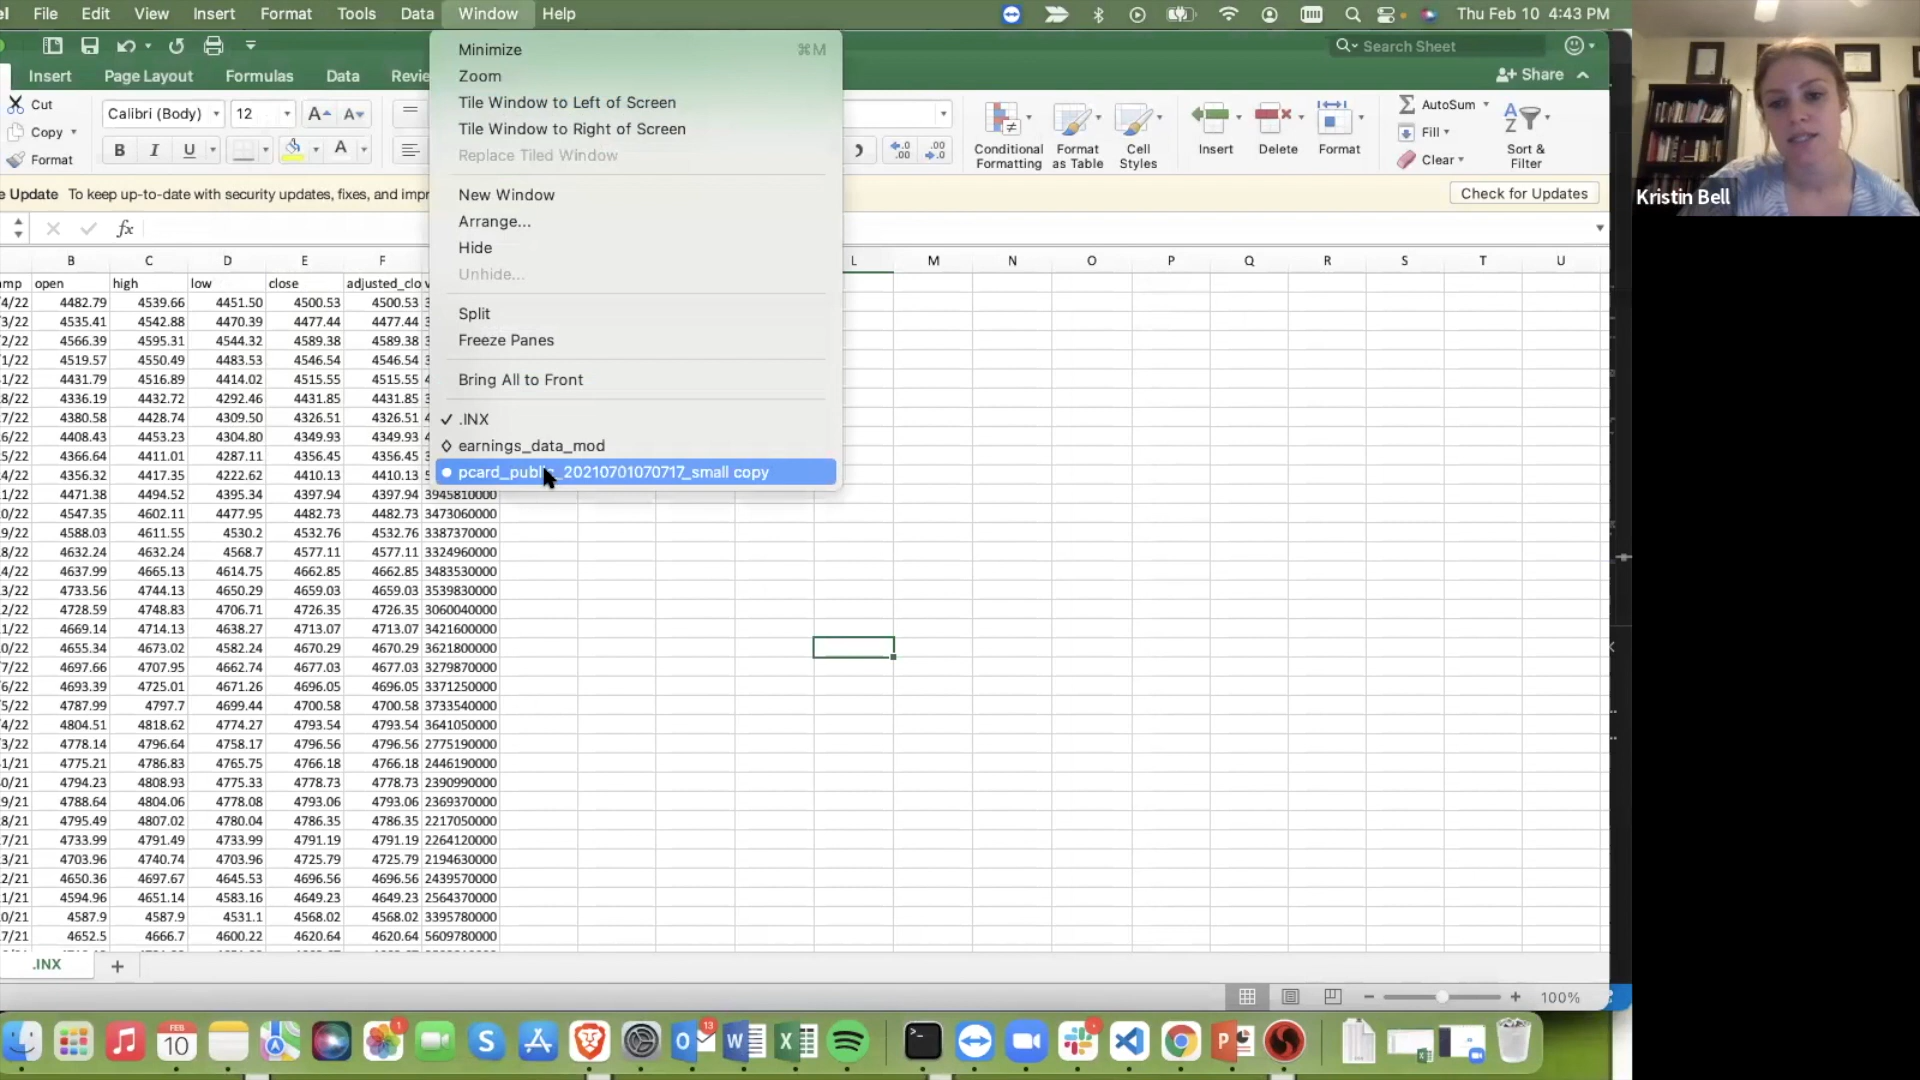 el File Edit View Insert Format Tools Data Window Help Thu Feb 10 4:43 PM
Search Sheet
Insert Page Layout Formulas Data Revie Share
Cut Calibri (Body) 12 AutoSum
Copy Fill
Format Clear
B I U
Conditional Formatting Format as Table Cell Styles Insert Delete Format Sort & Filter
e Update To keep up-to-date with security updates, fixes, and impr Check for Updates
fx
Minimize ⌘M
Zoom
Tile Window to Left of Screen
Tile Window to Right of Screen
Replace Tiled Window
New Window
Arrange...
Hide
Unhide...
Split
Freeze Panes
Bring All to Front
✓ .INX
◊ earnings_data_mod
pcard_public_20210701070717_small copy
Kristin Bell
B C D E F L M N O P Q R S T U
amp open high low close adjusted_clo v
4/22 4482.79 4539.66 4451.50 4500.53 4500.53 3
3/22 4535.41 4542.88 4470.39 4477.44 4477.44 3
2/22 4566.39 4595.31 4544.32 4589.38 4589.38 3
1/22 4519.57 4550.49 4483.53 4546.54 4546.54 3
1/22 4431.79 4516.89 4414.02 4515.55 4515.55 4
8/22 4336.19 4432.72 4292.46 4431.85 4431.85 3
7/22 4380.58 4428.74 4309.50 4326.51 4326.51 4
6/22 4408.43 4453.23 4304.80 4349.93 4349.93 4
5/22 4366.64 4411.01 4287.11 4356.45 4356.45 3
4/22 4356.32 4417.35 4222.62 4410.13 4410.13 5
1/22 4471.38 4494.52 4395.34 4397.94 4397.94 3945810000
0/22 4547.35 4602.11 4477.95 4482.73 4482.73 3473060000
9/22 4588.03 4611.55 4530.2 4532.76 4532.76 3387370000
8/22 4632.24 4632.24 4568.7 4577.11 4577.11 3324960000
4/22 4637.99 4665.13 4614.75 4662.85 4662.85 3483530000
3/22 4733.56 4744.13 4650.29 4659.03 4659.03 3539830000
2/22 4728.59 4748.83 4706.71 4726.35 4726.35 3060040000
1/22 4669.14 4714.13 4638.27 4713.07 4713.07 3421600000
0/22 4655.34 4673.02 4582.24 4670.29 4670.29 3621800000
7/22 4697.66 4707.95 4662.74 4677.03 4677.03 3279870000
6/22 4693.39 4725.01 4671.26 4696.05 4696.05 3371250000
5/22 4787.99 4797.7 4699.44 4700.58 4700.58 3733540000
4/22 4804.51 4818.62 4774.27 4793.54 4793.54 3641050000
3/22 4778.14 4796.64 4758.17 4796.56 4796.56 2775190000
1/21 4775.21 4786.83 4765.75 4766.18 4766.18 2446190000
0/21 4794.23 4808.93 4775.33 4778.73 4778.73 2390990000
9/21 4788.64 4804.06 4778.08 4793.06 4793.06 2369370000
8/21 4795.49 4807.02 4780.04 4786.35 4786.35 2217050000
7/21 4733.99 4791.49 4733.99 4791.19 4791.19 2264120000
3/21 4703.96 4740.74 4703.96 4725.79 4725.79 2194630000
2/21 4650.36 4697.67 4645.53 4696.56 4696.56 2439570000
1/21 4594.96 4651.14 4583.16 4649.23 4649.23 2564370000
0/21 4587.9 4587.9 4531.1 4568.02 4568.02 3395780000
7/21 4652.5 4666.7 4600.22 4620.64 4620.64 5609780000
.INX +
100%
FEB
10
1
13